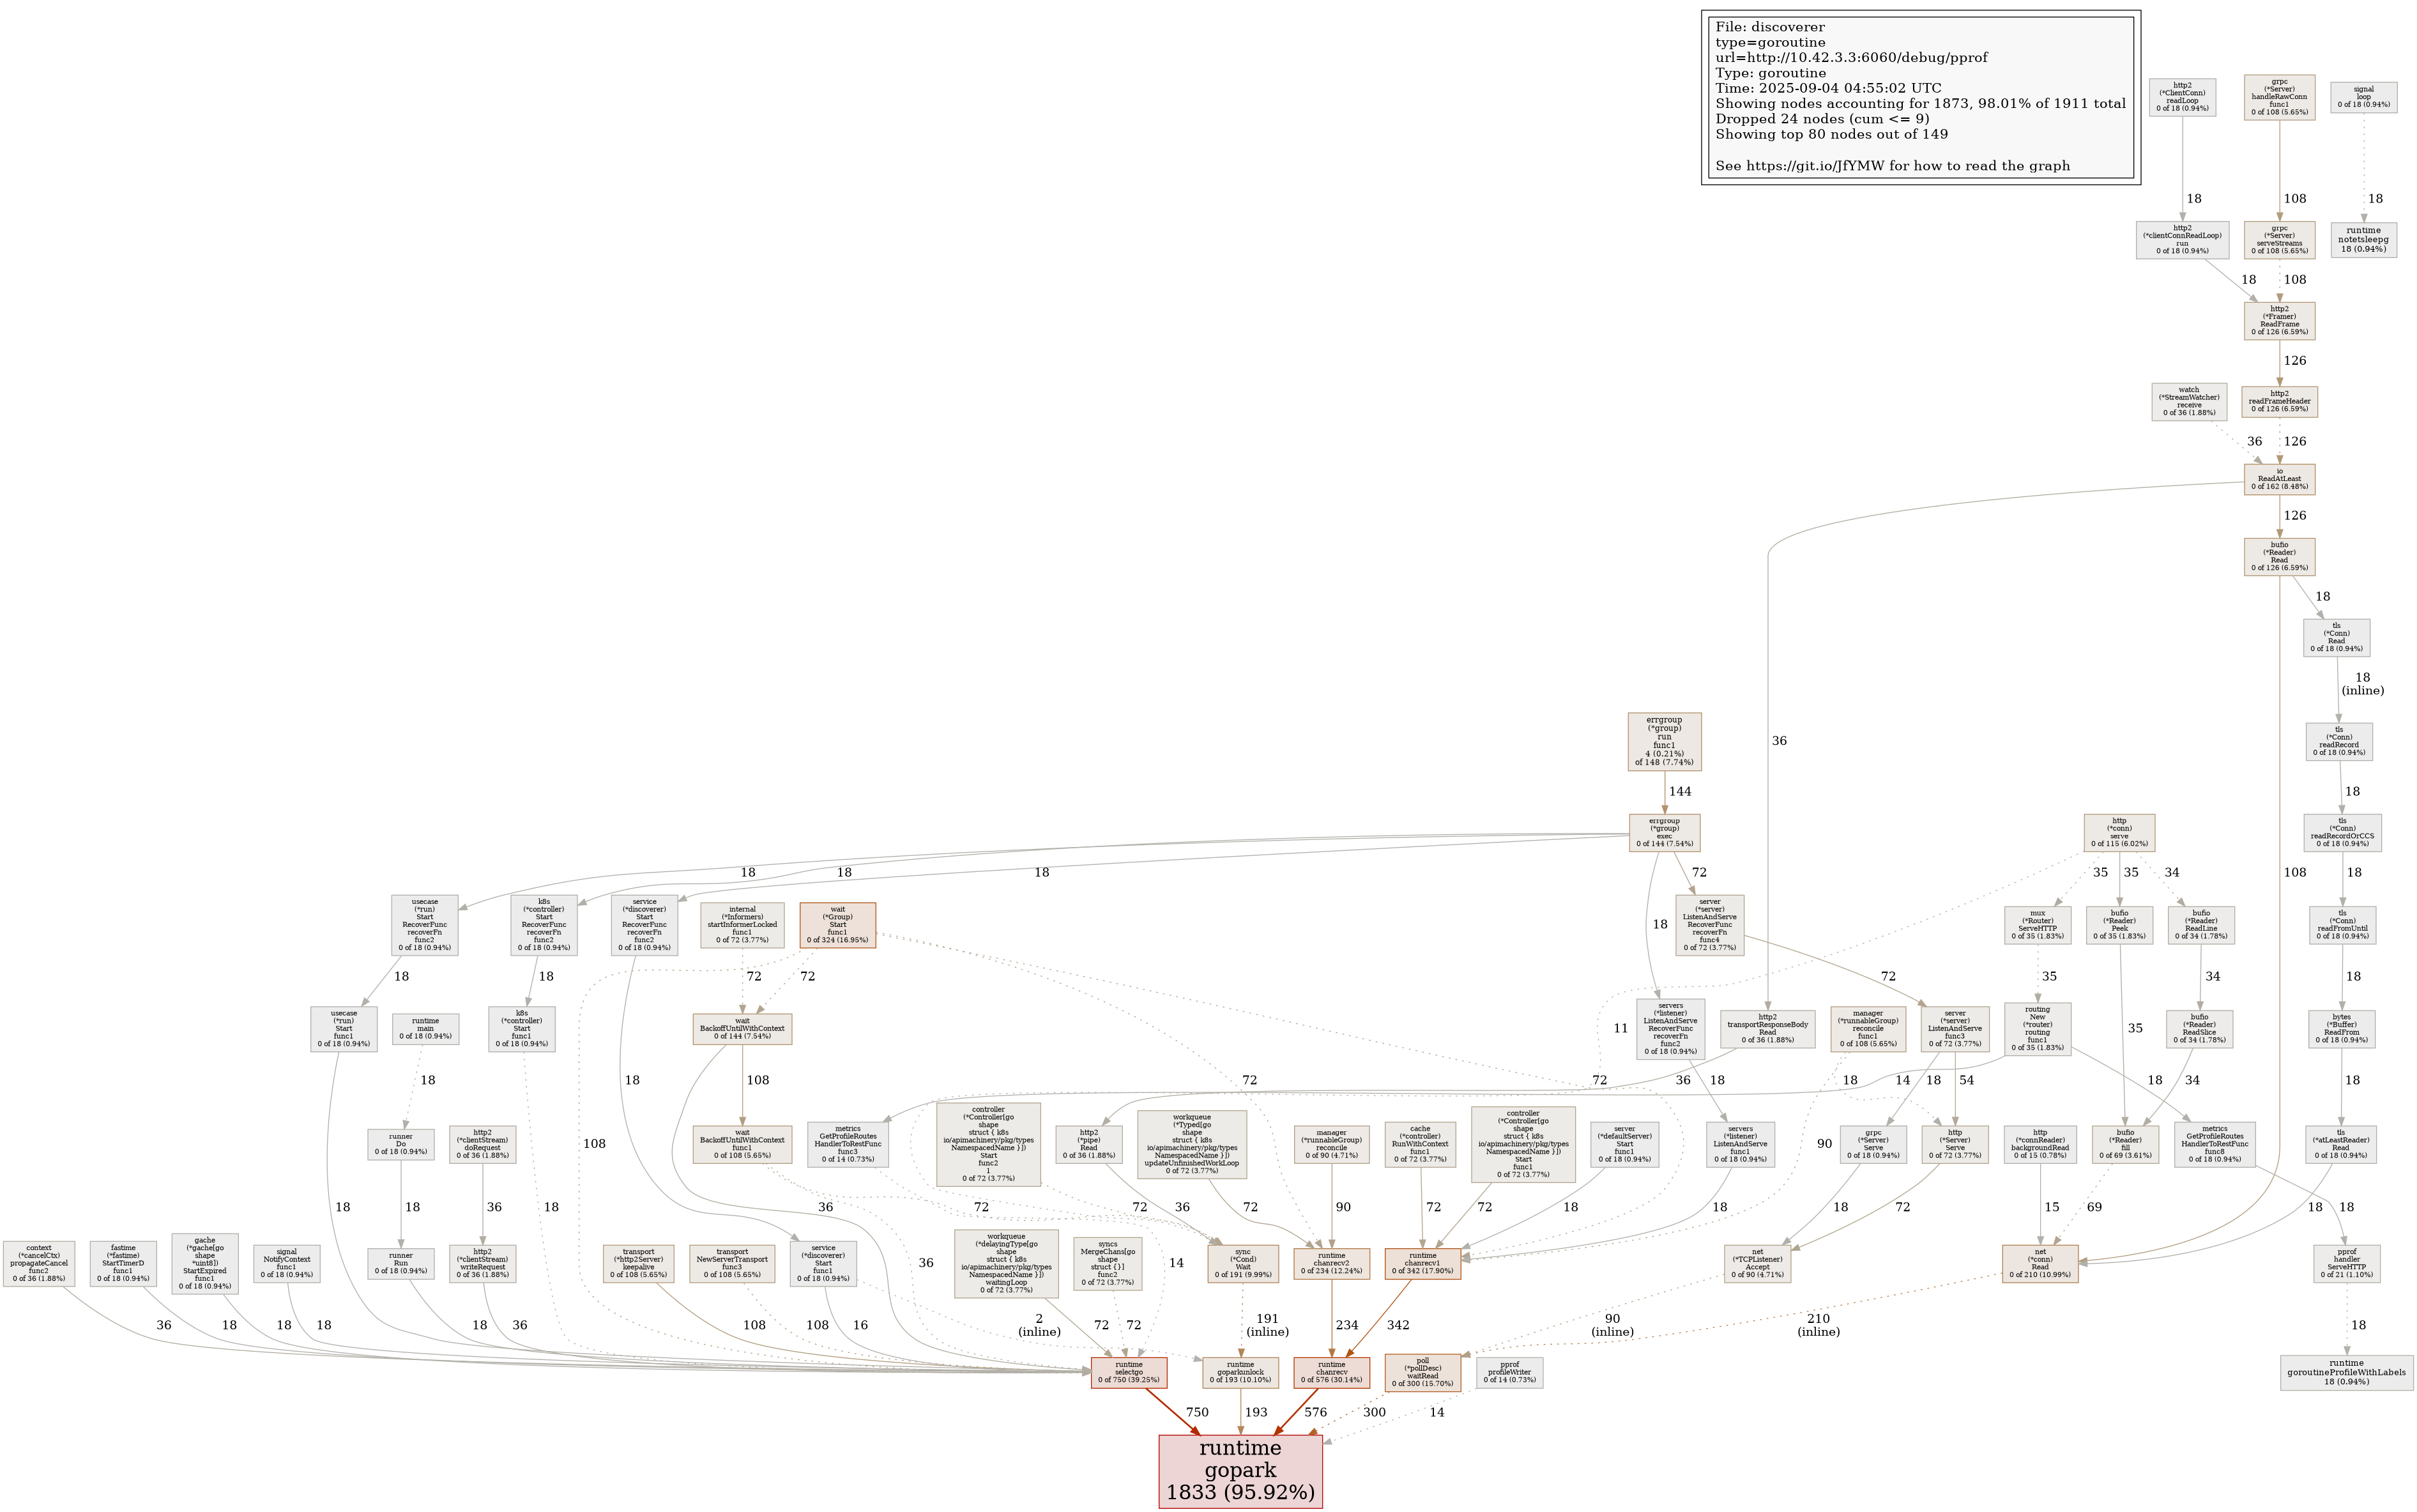 File: discoverer
type=goroutine
url=http://10.42.3.3:6060/debug/pprof
Type: goroutine
Time: 2025-09-04 04:55:02 UTC
Showing nodes accounting for 1873, 98.01% of 1911 total
Dropped 24 nodes (cum <= 9)
Showing top 80 nodes out of 149
See https://git.io/JfYMW for how to read the graph
http2
(*ClientConn)
readLoop
0 of 18 (0.94%)
grpc
(*Server)
handleRawConn
func1
0 of 108 (5.65%)
signal
loop
0 of 18 (0.94%)
18
108
18
http2
(*clientConnReadLoop)
run
0 of 18 (0.94%)
grpc
(*Server)
serveStreams
0 of 108 (5.65%)
runtime
notetsleepg
18 (0.94%)
18
108
http2
(*Framer)
ReadFrame
0 of 126 (6.59%)
126
watch
(*StreamWatcher)
receive
0 of 36 (1.88%)
http2
readFrameHeader
0 of 126 (6.59%)
36
126
io
ReadAtLeast
0 of 162 (8.48%)
126
bufio
(*Reader)
Read
0 of 126 (6.59%)
18
tls
(*Conn)
Read
0 of 18 (0.94%)
18
(inline)
errgroup
(*group)
run
func1
4 (0.21%)
of 148 (7.74%)
36
tls
(*Conn)
readRecord
0 of 18 (0.94%)
144
18
errgroup
(*group)
exec
0 of 144 (7.54%)
http
(*conn)
serve
0 of 115 (6.02%)
tls
(*Conn)
readRecordOrCCS
0 of 18 (0.94%)
18
18
18
72
35
35
34
108
18
usecase
(*run)
Start
RecoverFunc
recoverFn
func2
0 of 18 (0.94%)
k8s
(*controller)
Start
RecoverFunc
recoverFn
func2
0 of 18 (0.94%)
service
(*discoverer)
Start
RecoverFunc
recoverFn
func2
0 of 18 (0.94%)
internal
(*Informers)
startInformerLocked
func1
0 of 72 (3.77%)
wait
(*Group)
Start
func1
0 of 324 (16.95%)
18
server
(*server)
ListenAndServe
RecoverFunc
recoverFn
func4
0 of 72 (3.77%)
mux
(*Router)
ServeHTTP
0 of 35 (1.83%)
bufio
(*Reader)
Peek
0 of 35 (1.83%)
bufio
(*Reader)
ReadLine
0 of 34 (1.78%)
tls
(*Conn)
readFromUntil
0 of 18 (0.94%)
18
18
72
72
72
35
34
18
usecase
(*run)
Start
func1
0 of 18 (0.94%)
runtime
main
0 of 18 (0.94%)
k8s
(*controller)
Start
func1
0 of 18 (0.94%)
wait
BackoffUntilWithContext
0 of 144 (7.54%)
servers
(*listener)
ListenAndServe
RecoverFunc
recoverFn
func2
0 of 18 (0.94%)
http2
transportResponseBody
Read
0 of 36 (1.88%)
manager
(*runnableGroup)
reconcile
func1
0 of 108 (5.65%)
server
(*server)
ListenAndServe
func3
0 of 72 (3.77%)
routing
New
(*router)
routing
func1
0 of 35 (1.83%)
bufio
(*Reader)
ReadSlice
0 of 34 (1.78%)
bytes
(*Buffer)
ReadFrom
0 of 18 (0.94%)
11
35
18
18
108
72
72
36
18
18
14
18
54
18
34
18
runner
Do
0 of 18 (0.94%)
http2
(*clientStream)
doRequest
0 of 36 (1.88%)
108
wait
BackoffUntilWithContext
func1
0 of 108 (5.65%)
metrics
GetProfileRoutes
HandlerToRestFunc
func3
0 of 14 (0.73%)
controller
(*Controller[go
shape
struct { k8s
io/apimachinery/pkg/types
NamespacedName }])
Start
func2
1
0 of 72 (3.77%)
http2
(*pipe)
Read
0 of 36 (1.88%)
workqueue
(*Typed[go
shape
struct { k8s
io/apimachinery/pkg/types
NamespacedName }])
updateUnfinishedWorkLoop
0 of 72 (3.77%)
manager
(*runnableGroup)
reconcile
0 of 90 (4.71%)
cache
(*controller)
RunWithContext
func1
0 of 72 (3.77%)
controller
(*Controller[go
shape
struct { k8s
io/apimachinery/pkg/types
NamespacedName }])
Start
func1
0 of 72 (3.77%)
server
(*defaultServer)
Start
func1
0 of 18 (0.94%)
servers
(*listener)
ListenAndServe
func1
0 of 18 (0.94%)
90
grpc
(*Server)
Serve
0 of 18 (0.94%)
http
(*Server)
Serve
0 of 72 (3.77%)
http
(*connReader)
backgroundRead
0 of 15 (0.78%)
bufio
(*Reader)
fill
0 of 69 (3.61%)
metrics
GetProfileRoutes
HandlerToRestFunc
func8
0 of 18 (0.94%)
tls
(*atLeastReader)
Read
0 of 18 (0.94%)
18
18
36
18
36
36
72
14
72
36
72
90
72
72
18
18
18
72
15
69
18
18
context
(*cancelCtx)
propagateCancel
func2
0 of 36 (1.88%)
fastime
(*fastime)
StartTimerD
func1
0 of 18 (0.94%)
gache
(*gache[go
shape
*uint8])
StartExpired
func1
0 of 18 (0.94%)
signal
NotifyContext
func1
0 of 18 (0.94%)
runner
Run
0 of 18 (0.94%)
http2
(*clientStream)
writeRequest
0 of 36 (1.88%)
transport
(*http2Server)
keepalive
0 of 108 (5.65%)
transport
NewServerTransport
func3
0 of 108 (5.65%)
service
(*discoverer)
Start
func1
0 of 18 (0.94%)
workqueue
(*delayingType[go
shape
struct { k8s
io/apimachinery/pkg/types
NamespacedName }])
waitingLoop
0 of 72 (3.77%)
syncs
MergeChans[go
shape
struct {}]
func2
0 of 72 (3.77%)
sync
(*Cond)
Wait
0 of 191 (9.99%)
runtime
chanrecv2
0 of 234 (12.24%)
runtime
chanrecv1
0 of 342 (17.90%)
net
(*TCPListener)
Accept
0 of 90 (4.71%)
net
(*conn)
Read
0 of 210 (10.99%)
pprof
handler
ServeHTTP
0 of 21 (1.10%)
36
18
18
18
18
36
108
108
16
2
(inline)
72
72
191
(inline)
234
342
90
(inline)
210
(inline)
18
runtime
selectgo
0 of 750 (39.25%)
runtime
goparkunlock
0 of 193 (10.10%)
runtime
chanrecv
0 of 576 (30.14%)
poll
(*pollDesc)
waitRead
0 of 300 (15.70%)
pprof
profileWriter
0 of 14 (0.73%)
runtime
goroutineProfileWithLabels
18 (0.94%)
750
193
576
300
14
runtime
gopark
1833 (95.92%)